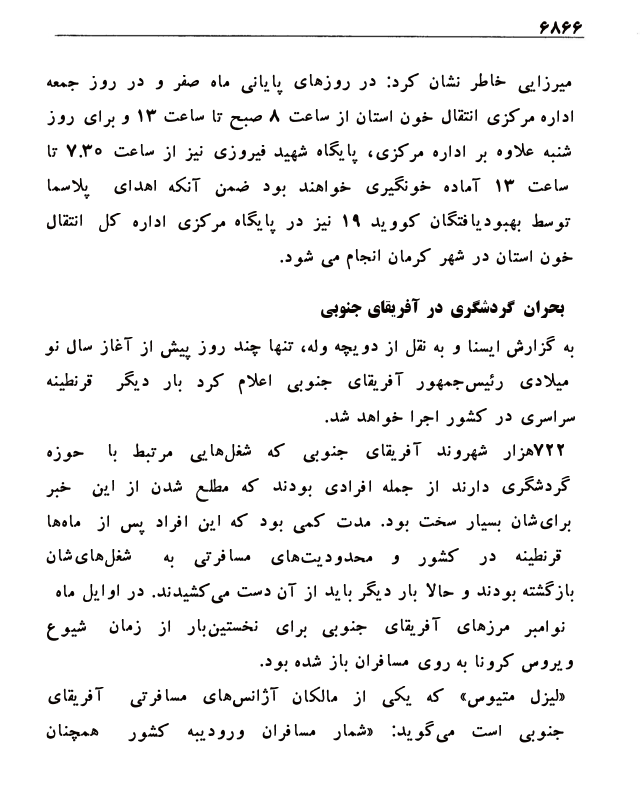 ۶۸۶۶
میرزایی خاطر نشان کرد: در روزهای پایانی ماه صفر و در روز جمعه
اداره مرکزی انتقال خون استان از ساعت ۸ صبح تا ساعت ۱۳ و برای روز
شنبه علاوه بر اداره مرکزی، پایگاه شهید فیروزی نیز از ساعت ۷.۳۰ تا
ساعت ۱۳ آماده خونگیری خواهند بود ضمن آنکه اهدای پلاسما
توسط بهبودیافتگان کووید ۱۹ نیز در پایگاه مرکزی اداره کل انتقال
خون استان در شهر کرمان انجام می شود.
بحران گردشگری در آفریقای جنوبی
به گزارش ایسنا و به نقل از دویچه وله، تنها چند روز پیش از آغاز سال نو
میلادی رئیس‌جمهور آفریقای جنوبی اعلام کرد بار دیگر قرنطینه
سراسری در کشور اجرا خواهد شد.
۷۲۲هزار شهروند آفریقای جنوبی که شغل‌هایی مرتبط با حوزه
گردشگری دارند از جمله افرادی بودند که مطلع شدن از این خبر
برای‌شان بسیار سخت بود. مدت کمی بود که این افراد پس از ماه‌ها
قرنطینه در کشور و محدودیت‌های مسافرتی به شغل‌های‌شان
بازگشته بودند و حالا بار دیگر باید از آن دست می‌کشیدند. در اوایل ماه
نوامبر مرزهای آفریقای جنوبی برای نخستین‌بار از زمان شیوع
ویروس کرونا به روی مسافران باز شده بود.
«لیزل متیوس» که یکی از مالکان آژانس‌های مسافرتی آفریقای
جنوبی است می‌گوید: «شمار مسافران ورودیبه کشور همچنان